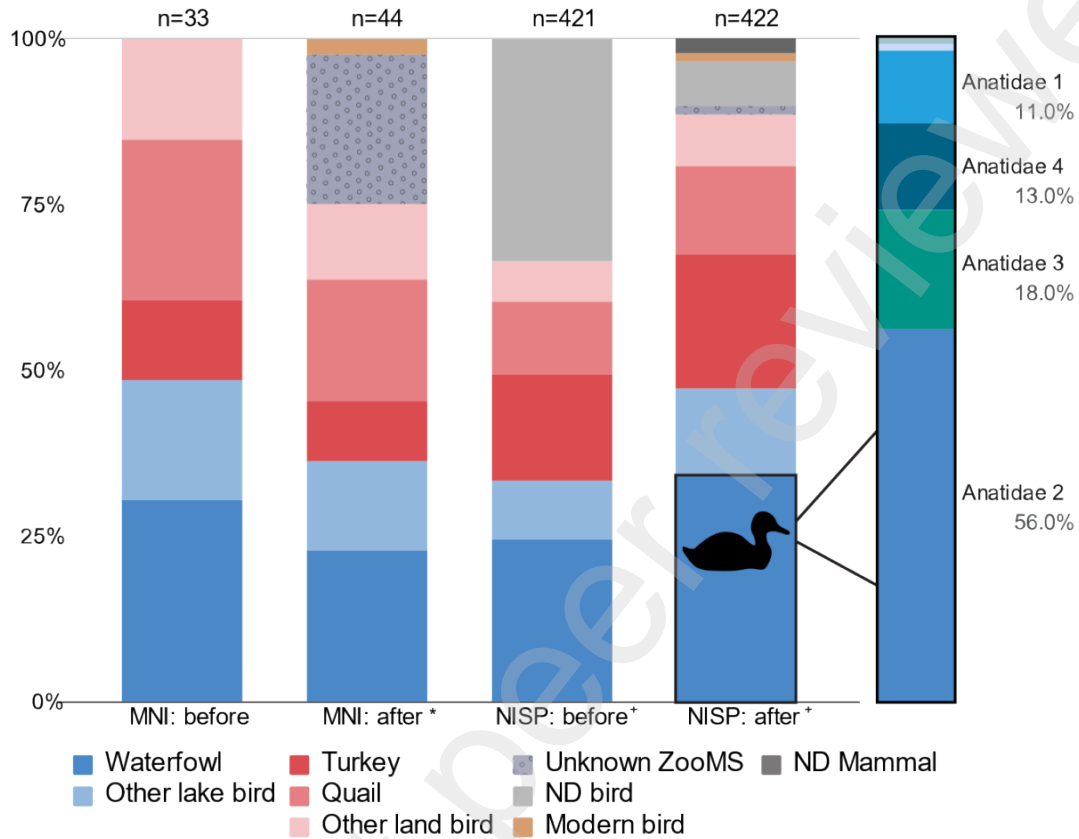 n=33 n=44 n=421 n=422
100%
75%
50%
25%
0%
Anatidae 1
11.0%
Anatidae 4
13.0%
Anatidae 3
18.0%
Anatidae 2
56.0%
MNI: before MNI: after * NISP: before + NISP: after +
Waterfowl Turkey Unknown ZooMS ND Mammal
Other lake bird Quail ND bird
Other land bird Modern bird
peer reviewe